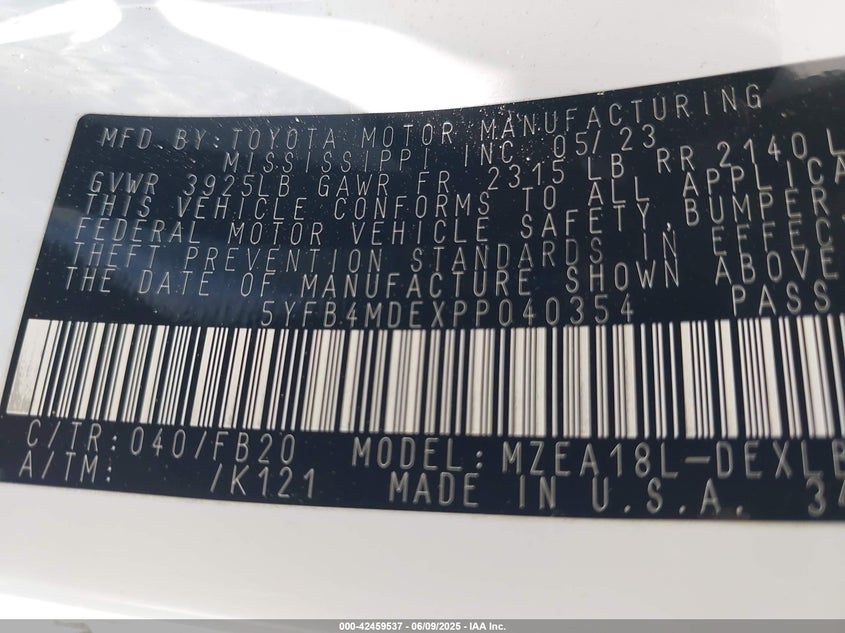 MFD BY:TOYOTA MOTOR MANUFACTURING
MISSISSIPPI INC 05/23
GVWR 3925LB GAWR FR 2315 LB RR 2140 L
THIS VEHICLE CONFORMS TO ALL APPLICA
FEDERAL MOTOR VEHICLE SAFETY,BUMPER,
THEFT PREVENTION STANDARDS IN EFFEC
THE DATE OF MANUFACTURE SHOWN ABOVE
5YFB4MDEXPP040354 PASS
C/TR:040/FB20 MODEL:MZEA18L-DEXLB
A/TM: /K121 MADE IN U.S.A. 34
000-42459537 - 06/09/2025 - IAA Inc.